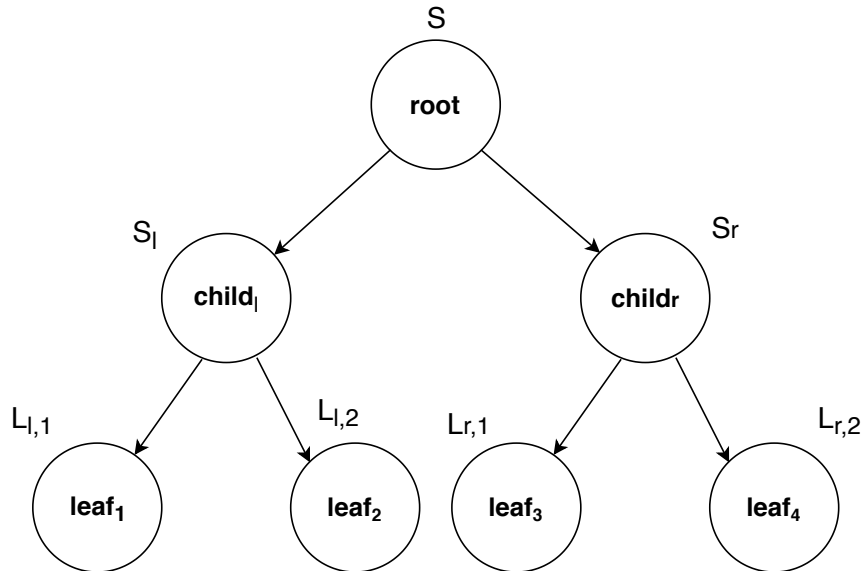 S
root
Sₗ Sr
childₗ childr
Lₗ,₁ Lₗ,₂ Lr,1 Lr,2
leaf₁ leaf₂ leaf₃ leaf₄